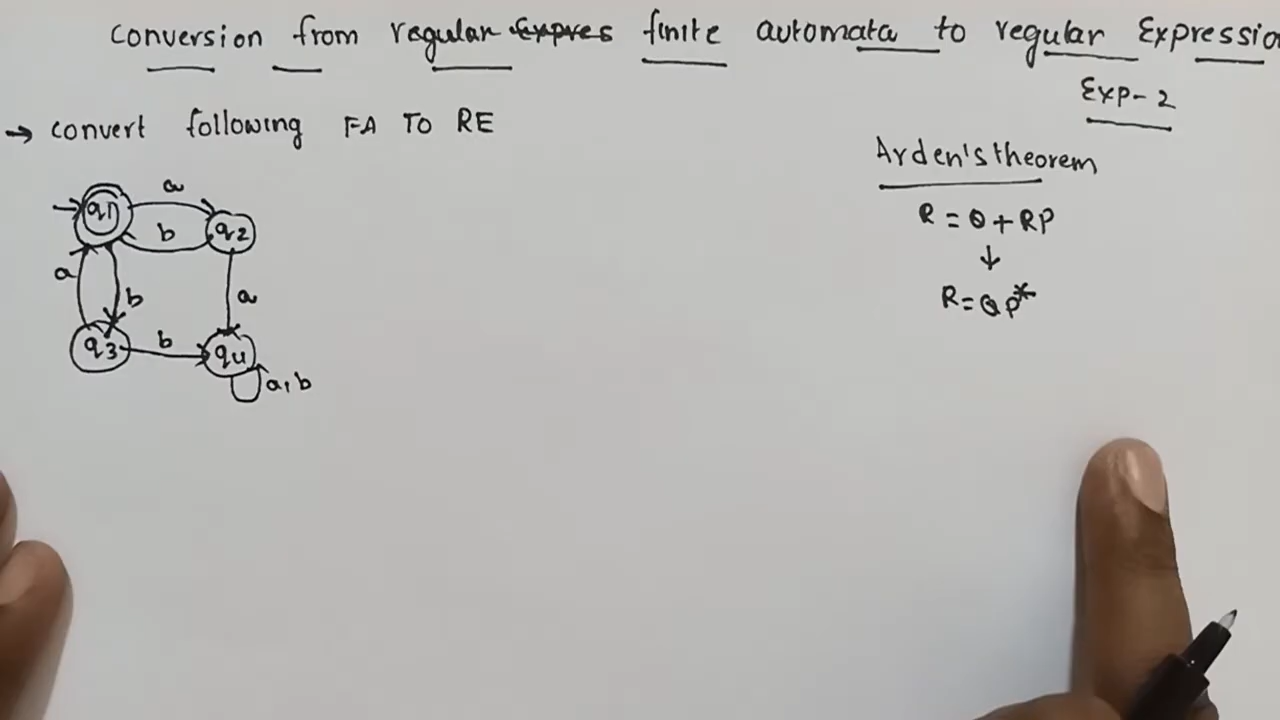 conversion from regular Expres finite automata to regular Expression
Exp-2
→ convert following FA TO RE
Arden's theorem
R = Q + RP
↓
R = QP*
a
q1
b
q2
a
b
a
q3
b
q4
a,b